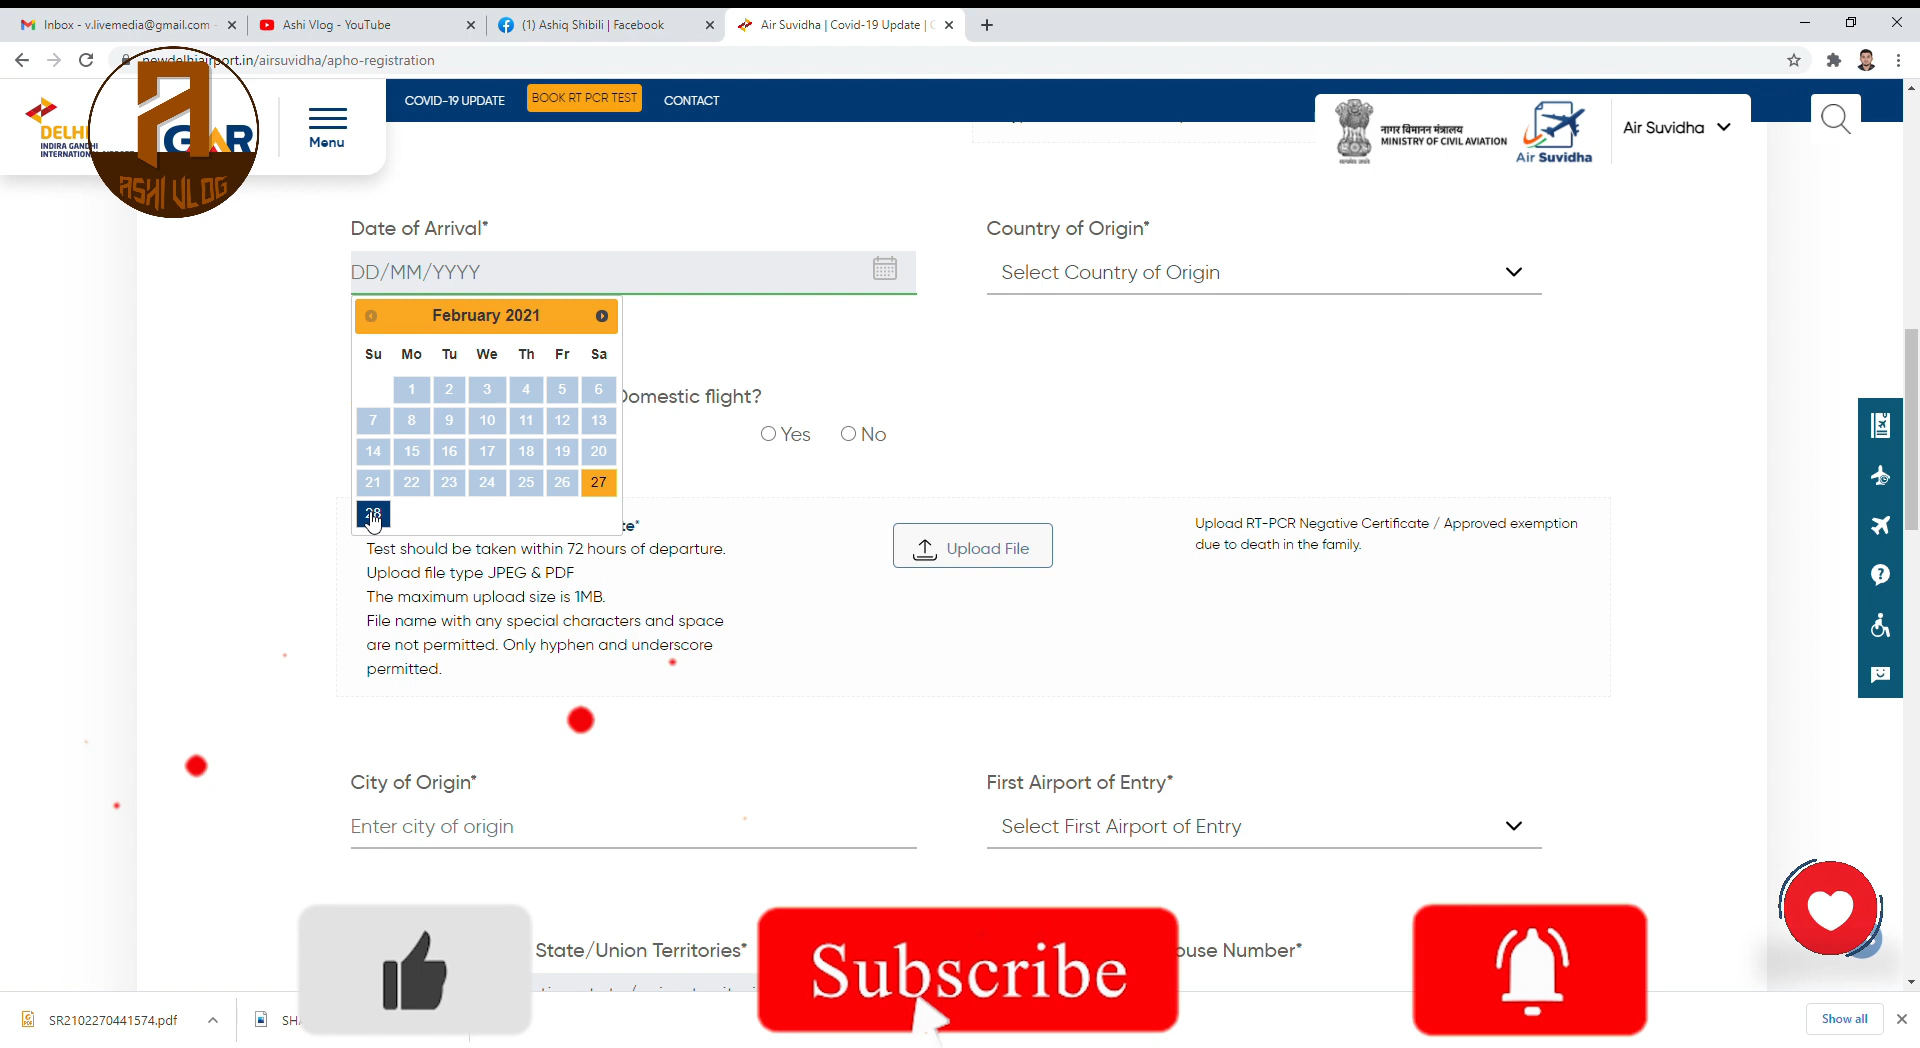 Inbox - v.livemedia@gmail.com -
Ashi Vlog - YouTube
(1) Ashiq Shibili | Facebook
Air Suvidha | Covid-19 Update |
newdelhiairport.in/airsuvidha/apho-registration
DELHI
INDIRA GANDHI
INTERNATIONAL
GMR
ASHI VLOG
Menu
COVID-19 UPDATE
BOOK RT PCR TEST
CONTACT
नागर विमानन मंत्रालय
MINISTRY OF CIVIL AVIATION
Air Suvidha
Air Suvidha
Date of Arrival*
Country of Origin*
DD/MM/YYYY
Select Country of Origin
February 2021
Su Mo Tu We Th Fr Sa
1 2 3 4 5 6
7 8 9 10 11 12 13
14 15 16 17 18 19 20
21 22 23 24 25 26 27
28
Domestic flight?
Yes
No
te*
Test should be taken within 72 hours of departure.
Upload file type JPEG & PDF
The maximum upload size is 1MB.
File name with any special characters and space
are not permitted. Only hyphen and underscore
permitted.
Upload File
Upload RT-PCR Negative Certificate / Approved exemption
due to death in the family.
City of Origin*
First Airport of Entry*
Enter city of origin
Select First Airport of Entry
State/Union Territories*
ouse Number*
Subscribe
SR2102270441574.pdf
SH
Show all